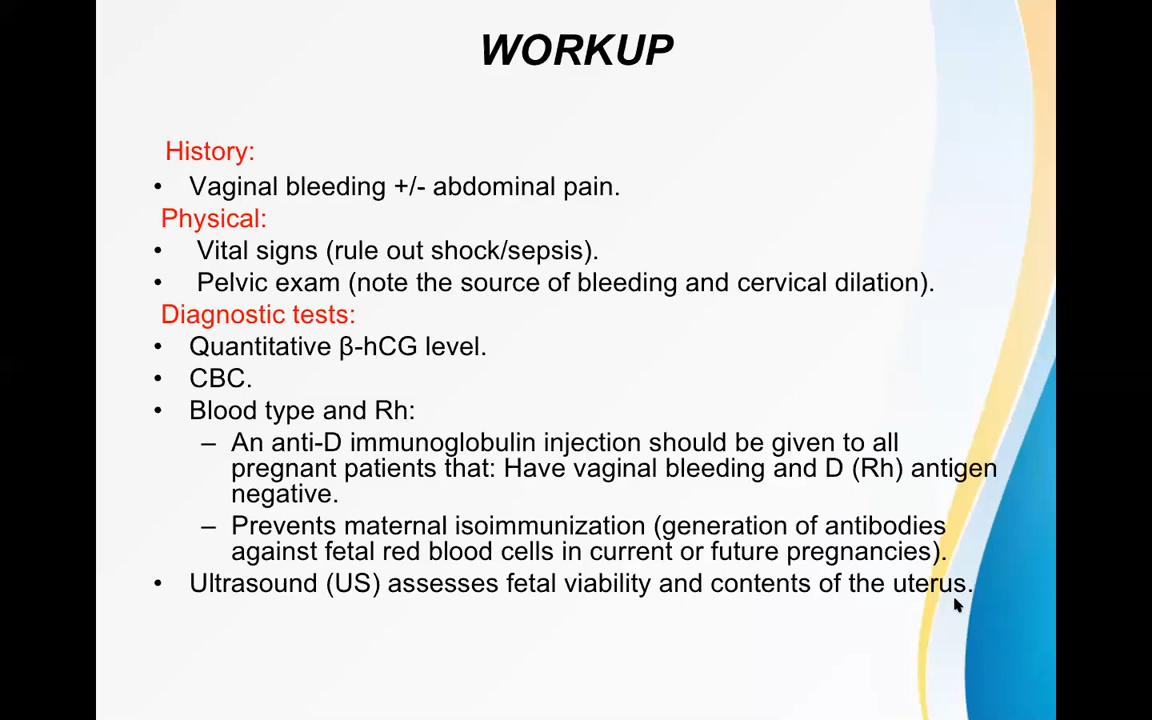 WORKUP
History:
• Vaginal bleeding +/- abdominal pain.
Physical:
• Vital signs (rule out shock/sepsis).
• Pelvic exam (note the source of bleeding and cervical dilation).
Diagnostic tests:
• Quantitative β-hCG level.
• CBC.
• Blood type and Rh:
– An anti-D immunoglobulin injection should be given to all
pregnant patients that: Have vaginal bleeding and D (Rh) antigen
negative.
– Prevents maternal isoimmunization (generation of antibodies
against fetal red blood cells in current or future pregnancies).
• Ultrasound (US) assesses fetal viability and contents of the uterus.